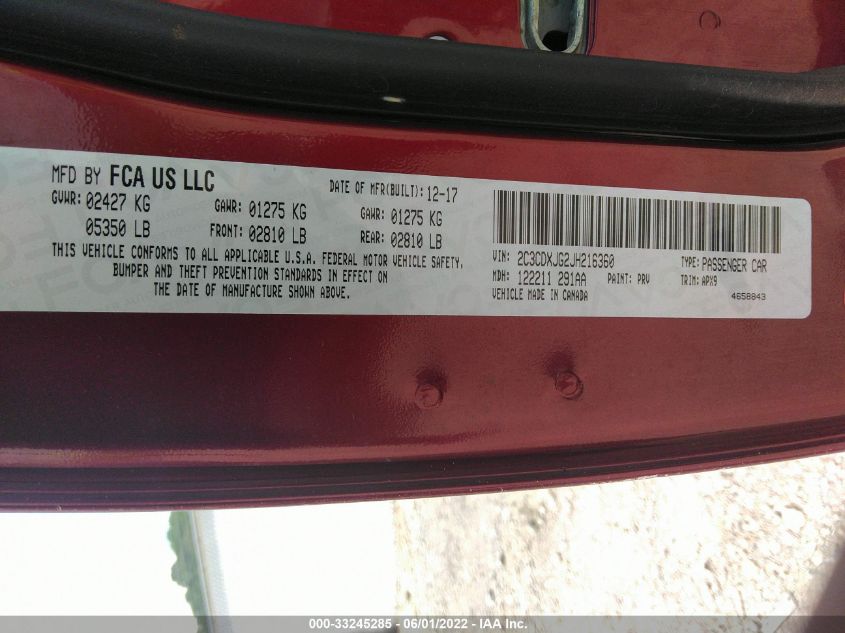 MFD BY FCA US LLC
DATE OF MFR(BUILT): 12-17
GVWR: 02427 KG
05350 LB
GAWR: 01275 KG
FRONT: 02810 LB
GAWR: 01275 KG
REAR: 02810 LB
THIS VEHICLE CONFORMS TO ALL APPLICABLE U.S.A. FEDERAL MOTOR VEHICLE SAFETY,
BUMPER AND THEFT PREVENTION STANDARDS IN EFFECT ON
THE DATE OF MANUFACTURE SHOWN ABOVE.
VIN: 2C3CDXJG2JH216360
TYPE: PASSENGER CAR
MDH: 122211 291AA
PAINT: PRV
TRIM: APX9
VEHICLE MADE IN CANADA
4658843
000-33245285 - 06/01/2022 - IAA Inc.